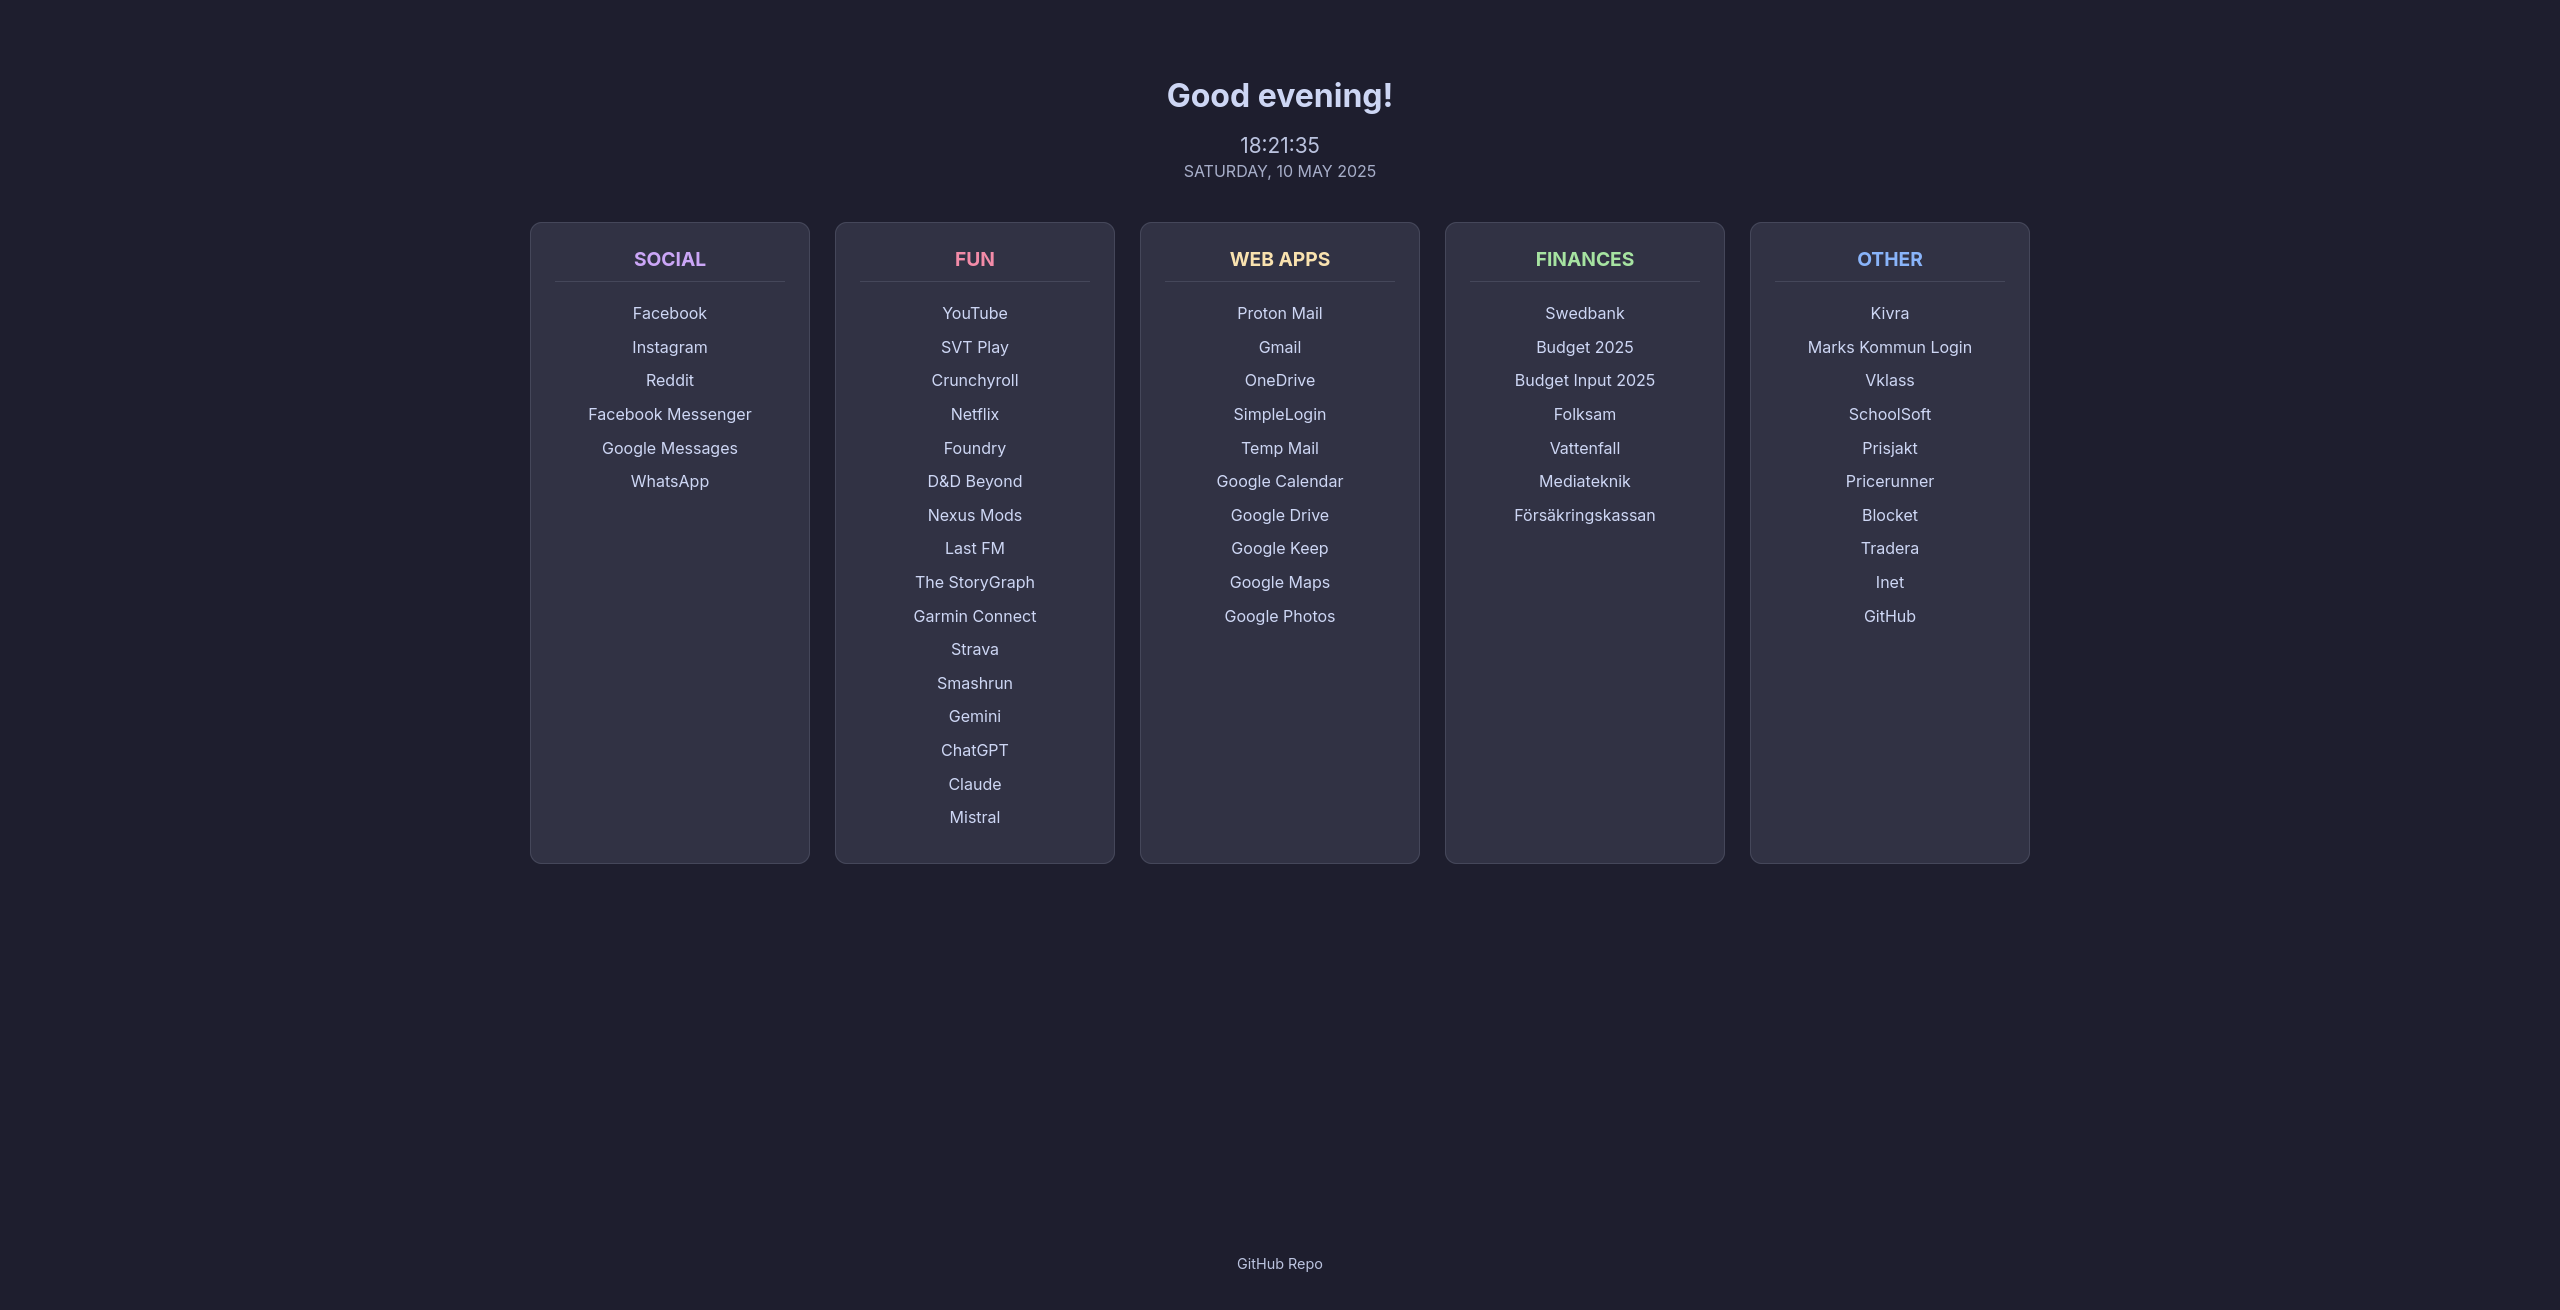 Good evening!
18:21:35
SATURDAY, 10 MAY 2025
SOCIAL
Facebook
Instagram
Reddit
Facebook Messenger
Google Messages
WhatsApp
FUN
YouTube
SVT Play
Crunchyroll
Netflix
Foundry
D&D Beyond
Nexus Mods
Last FM
The StoryGraph
Garmin Connect
Strava
Smashrun
Gemini
ChatGPT
Claude
Mistral
WEB APPS
Proton Mail
Gmail
OneDrive
SimpleLogin
Temp Mail
Google Calendar
Google Drive
Google Keep
Google Maps
Google Photos
FINANCES
Swedbank
Budget 2025
Budget Input 2025
Folksam
Vattenfall
Mediateknik
Försäkringskassan
OTHER
Kivra
Marks Kommun Login
Vklass
SchoolSoft
Prisjakt
Pricerunner
Blocket
Tradera
Inet
GitHub
GitHub Repo